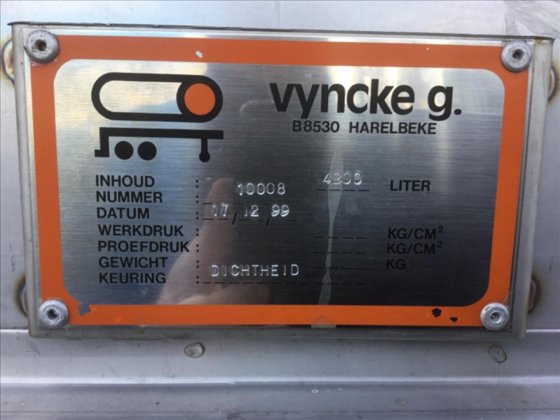 vyncke g.
B8530 HARELBEKE
INHOUD : 4900 LITER
NUMMER : 10008
DATUM : 17/12/99
WERKDRUK : KG/CM²
PROEFDRUK : KG/CM²
GEWICHT : KG
KEURING : DICHTHEID